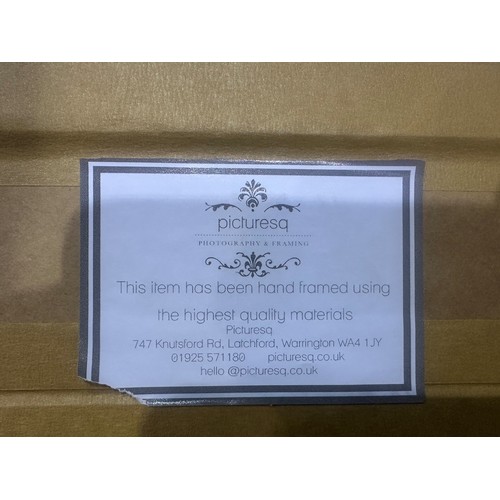 picturesq
PHOTOGRAPHY & FRAMING
This item has been hand framed using
the highest quality materials
Picturesq
747 Knutsford Rd, Latchford, Warrington WA4 1JY
01925 571180 picturesq.co.uk
hello @picturesq.co.uk